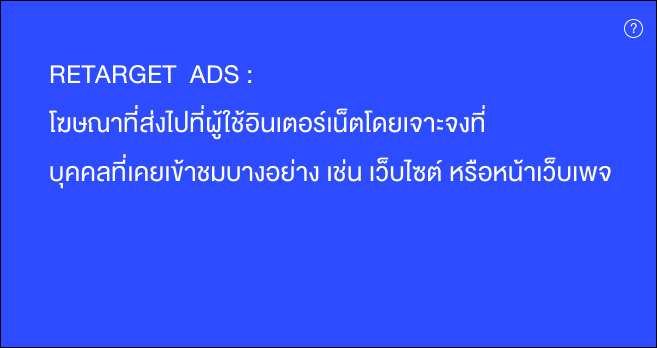 ?
RETARGET ADS :
โฆษณาที่ส่งไปที่ผู้ใช้อินเตอร์เน็ตโดยเจาะจงที่
บุคคลที่เคยเข้าชมบางอย่าง เช่น เว็บไซต์ หรือหน้าเว็บเพจ